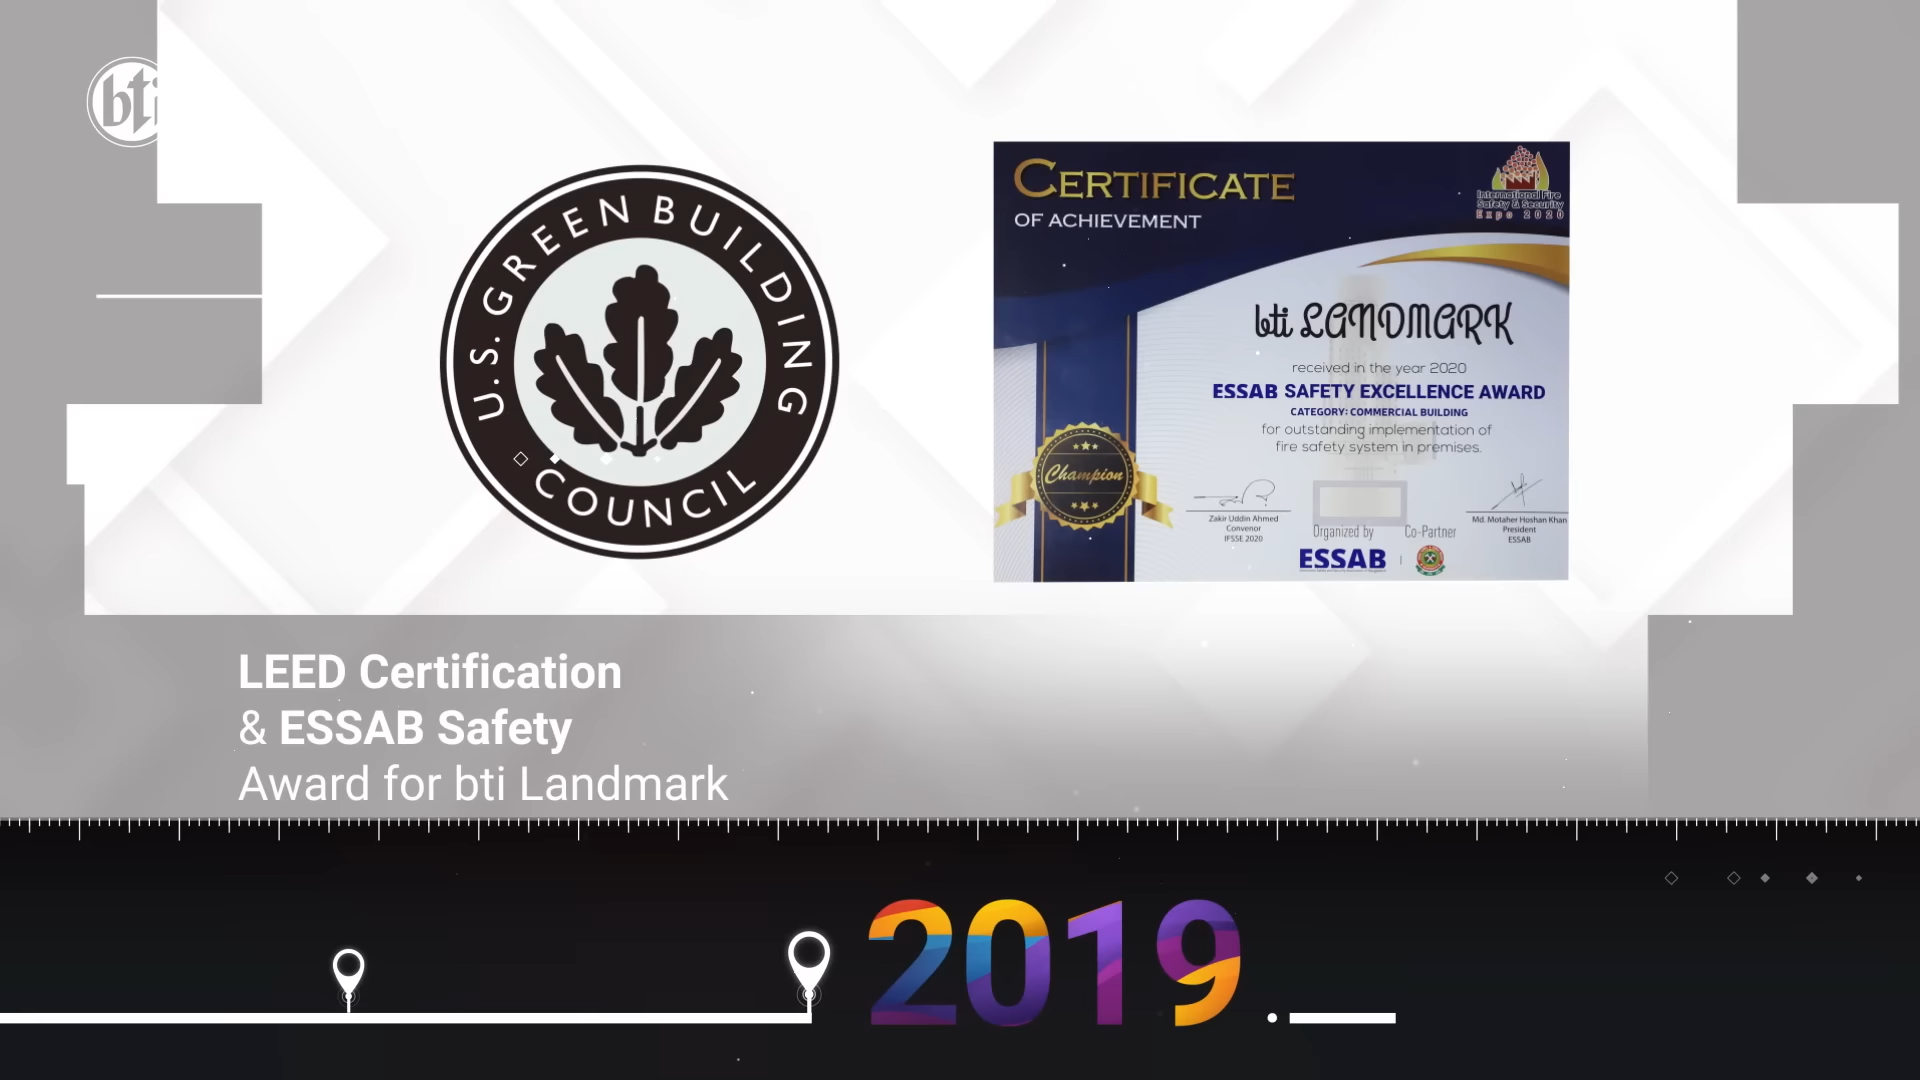 bti
U.S. GREEN BUILDING
COUNCIL
CERTIFICATE
OF ACHIEVEMENT
International Fire
Safety & Security
Expo 2020
bti LANDMARK
received in the year 2020
ESSAB SAFETY EXCELLENCE AWARD
CATEGORY: COMMERCIAL BUILDING
for outstanding implementation of
fire safety system in premises.
Champion
Zakir Uddin Ahmed
Convenor
IFSSE 2020
Organized by
ESSAB
Co-Partner
Md. Motaher Hoshan Khan
President
ESSAB
LEED Certification
& ESSAB Safety
Award for bti Landmark
2019